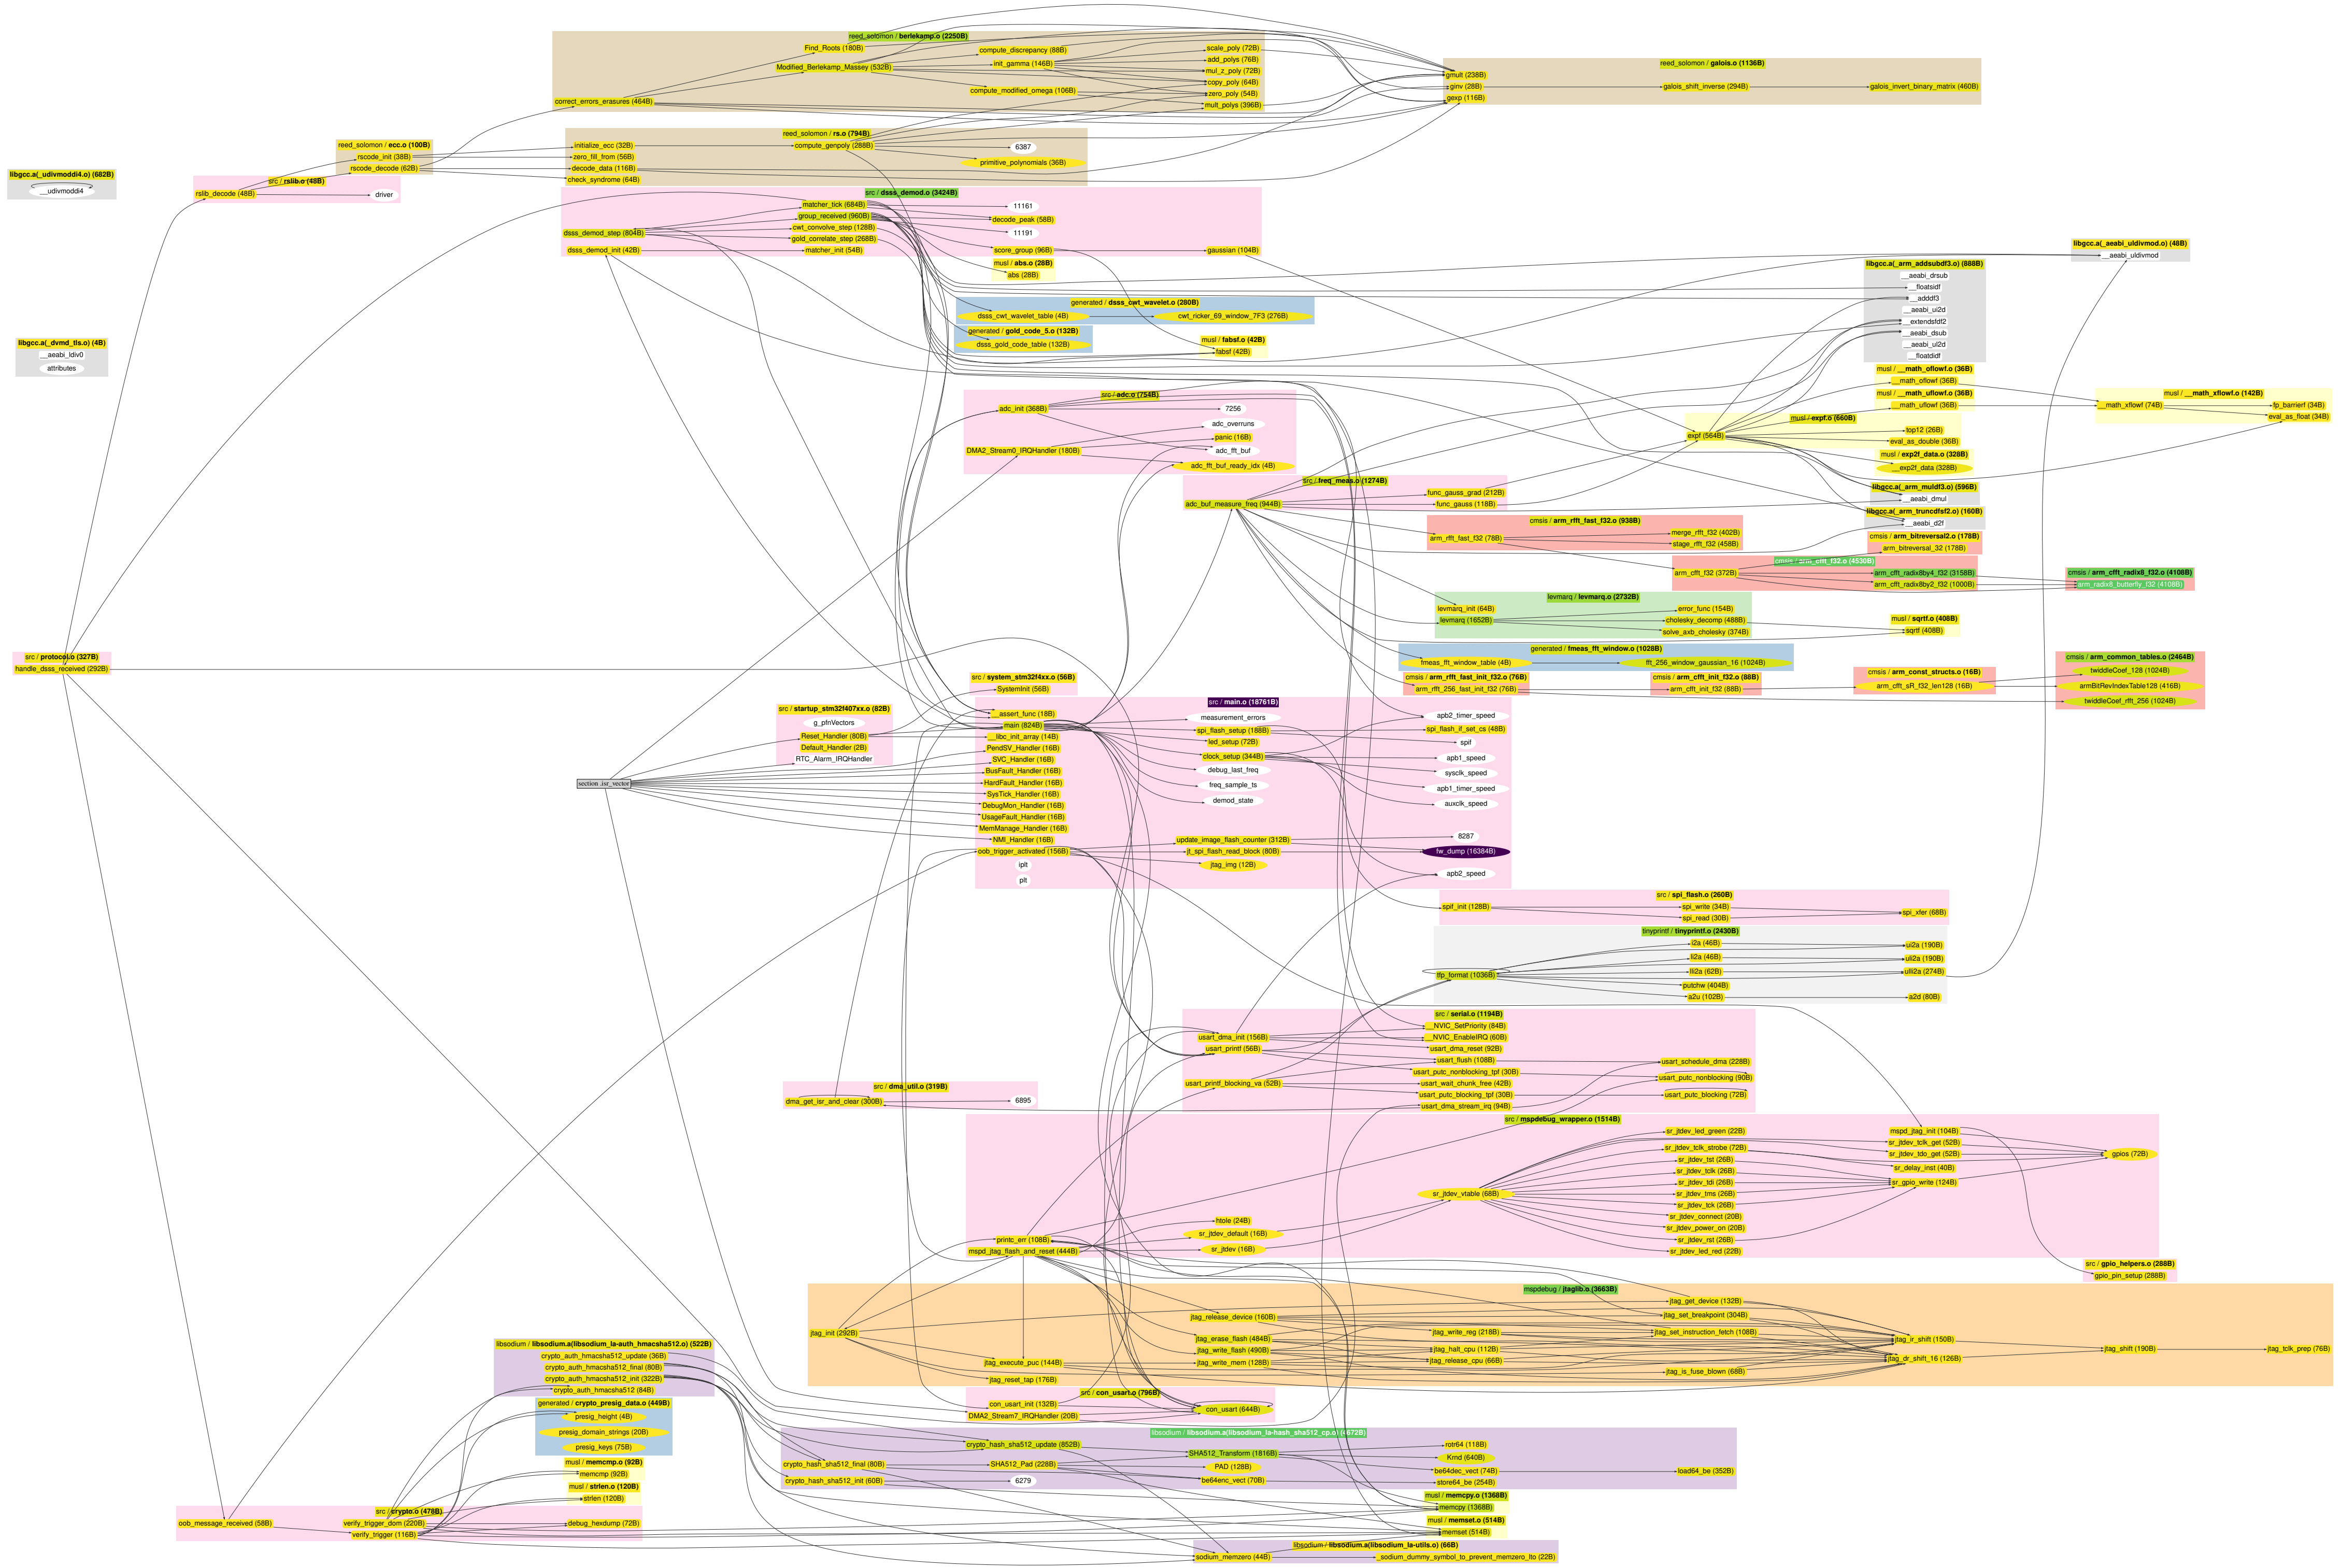 reed_solomon / berlekamp.o (2250B)
Find_Roots (180B)
Modified_Berlekamp_Massey (532B)
correct_errors_erasures (464B)
compute_discrepancy (88B)
init_gamma (146B)
compute_modified_omega (106B)
scale_poly (72B)
add_polys (76B)
mul_z_poly (72B)
copy_poly (64B)
zero_poly (54B)
mult_polys (396B)
reed_solomon / galois.o (1136B)
gmult (238B)
ginv (28B)
gexp (116B)
galois_shift_inverse (294B)
galois_invert_binary_matrix (460B)
reed_solomon / rs.o (794B)
initialize_ecc (32B)
zero_fill_from (56B)
decode_data (116B)
check_syndrome (64B)
compute_genpoly (288B)
6387
primitive_polynomials (36B)
reed_solomon / ecc.o (100B)
rscode_init (38B)
rscode_decode (62B)
src / rslib.o (48B)
rslib_decode (48B)
driver
libgcc.a(_udivmoddi4.o) (682B)
__udivmoddi4
libgcc.a(_dvmd_tls.o) (4B)
__aeabi_ldiv0
attributes
src / dsss_demod.o (3424B)
matcher_tick (684B)
group_received (960B)
cwt_convolve_step (128B)
dsss_demod_step (804B)
gold_correlate_step (268B)
dsss_demod_init (42B)
matcher_init (54B)
11161
decode_peak (58B)
11191
score_group (96B)
gaussian (104B)
musl / abs.o (28B)
abs (28B)
generated / dsss_cwt_wavelet.o (280B)
dsss_cwt_wavelet_table (4B)
cwt_ricker_69_window_7F3 (276B)
generated / gold_code_5.o (132B)
dsss_gold_code_table (132B)
musl / fabsf.o (42B)
fabsf (42B)
libgcc.a(_aeabi_uldivmod.o) (48B)
__aeabi_uldivmod
libgcc.a(_arm_addsubdf3.o) (888B)
__aeabi_drsub
__floatsidf
__adddf3
__aeabi_ui2d
__extendsfdf2
__aeabi_dsub
__aeabi_ul2d
__floatdidf
musl / __math_oflowf.o (36B)
__math_oflowf (36B)
musl / __math_uflowf.o (36B)
__math_uflowf (36B)
musl / __math_xflowf.o (142B)
__math_xflowf (74B)
fp_barrierf (34B)
eval_as_float (34B)
musl / expf.o (660B)
expf (564B)
top12 (26B)
eval_as_double (36B)
musl / exp2f_data.o (328B)
__exp2f_data (328B)
libgcc.a(_arm_muldf3.o) (596B)
__aeabi_dmul
libgcc.a(_arm_truncdfsf2.o) (160B)
__aeabi_d2f
src / adc.o (754B)
adc_init (368B)
7256
adc_overruns
panic (16B)
DMA2_Stream0_IRQHandler (180B)
adc_fft_buf
adc_fft_buf_ready_idx (4B)
src / freq_meas.o (1274B)
adc_buf_measure_freq (944B)
func_gauss_grad (212B)
func_gauss (118B)
cmsis / arm_rfft_fast_f32.o (938B)
arm_rfft_fast_f32 (78B)
merge_rfft_f32 (402B)
stage_rfft_f32 (458B)
cmsis / arm_bitreversal2.o (178B)
arm_bitreversal_32 (178B)
cmsis / arm_cfft_f32.o (4530B)
arm_cfft_f32 (372B)
arm_cfft_radix8by4_f32 (3158B)
arm_cfft_radix8by2_f32 (1000B)
cmsis / arm_cfft_radix8_f32.o (4108B)
arm_radix8_butterfly_f32 (4108B)
levmarq / levmarq.o (2732B)
levmarq_init (64B)
levmarq (1652B)
error_func (154B)
cholesky_decomp (488B)
solve_axb_cholesky (374B)
musl / sqrtf.o (408B)
sqrtf (408B)
generated / fmeas_fft_window.o (1028B)
fmeas_fft_window_table (4B)
fft_256_window_gaussian_16 (1024B)
cmsis / arm_rfft_fast_init_f32.o (76B)
arm_rfft_256_fast_init_f32 (76B)
cmsis / arm_cfft_init_f32.o (88B)
arm_cfft_init_f32 (88B)
cmsis / arm_const_structs.o (16B)
arm_cfft_sR_f32_len128 (16B)
cmsis / arm_common_tables.o (2464B)
twiddleCoef_128 (1024B)
armBitRevIndexTable128 (416B)
twiddleCoef_rfft_256 (1024B)
src / protocol.o (327B)
handle_dsss_received (292B)
src / system_stm32f4xx.o (56B)
SystemInit (56B)
src / startup_stm32f407xx.o (82B)
g_pfnVectors
Reset_Handler (80B)
Default_Handler (2B)
RTC_Alarm_IRQHandler
section .isr_vector
src / main.o (18761B)
__assert_func (18B)
main (824B)
__libc_init_array (14B)
PendSV_Handler (16B)
SVC_Handler (16B)
BusFault_Handler (16B)
HardFault_Handler (16B)
SysTick_Handler (16B)
DebugMon_Handler (16B)
UsageFault_Handler (16B)
MemManage_Handler (16B)
NMI_Handler (16B)
oob_trigger_activated (156B)
iplt
plt
measurement_errors
spi_flash_setup (188B)
led_setup (72B)
clock_setup (344B)
debug_last_freq
freq_sample_ts
demod_state
update_image_flash_counter (312B)
jt_spi_flash_read_block (80B)
jtag_img (12B)
apb2_timer_speed
spi_flash_if_set_cs (48B)
spif
apb1_speed
sysclk_speed
apb1_timer_speed
auxclk_speed
8287
fw_dump (16384B)
apb2_speed
src / spi_flash.o (260B)
spif_init (128B)
spi_write (34B)
spi_read (30B)
spi_xfer (68B)
tinyprintf / tinyprintf.o (2430B)
tfp_format (1036B)
i2a (46B)
li2a (46B)
lli2a (62B)
putchw (404B)
a2u (102B)
ui2a (190B)
uli2a (190B)
ulli2a (274B)
a2d (80B)
src / serial.o (1194B)
usart_dma_init (156B)
usart_printf (56B)
usart_printf_blocking_va (52B)
__NVIC_SetPriority (84B)
__NVIC_EnableIRQ (60B)
usart_dma_reset (92B)
usart_flush (108B)
usart_putc_nonblocking_tpf (30B)
usart_wait_chunk_free (42B)
usart_putc_blocking_tpf (30B)
usart_dma_stream_irq (94B)
usart_schedule_dma (228B)
usart_putc_nonblocking (90B)
usart_putc_blocking (72B)
src / dma_util.o (319B)
dma_get_isr_and_clear (300B)
6895
src / mspdebug_wrapper.o (1514B)
printc_err (108B)
mspd_jtag_flash_and_reset (444B)
htole (24B)
sr_jtdev_default (16B)
sr_jtdev (16B)
sr_jtdev_vtable (68B)
sr_jtdev_led_green (22B)
sr_jtdev_tclk_strobe (72B)
sr_jtdev_tst (26B)
sr_jtdev_tclk (26B)
sr_jtdev_tdi (26B)
sr_jtdev_tms (26B)
sr_jtdev_tck (26B)
sr_jtdev_connect (20B)
sr_jtdev_power_on (20B)
sr_jtdev_rst (26B)
sr_jtdev_led_red (22B)
mspd_jtag_init (104B)
sr_jtdev_tclk_get (52B)
sr_jtdev_tdo_get (52B)
sr_delay_inst (40B)
sr_gpio_write (124B)
gpios (72B)
src / gpio_helpers.o (288B)
gpio_pin_setup (288B)
mspdebug / jtaglib.o (3663B)
jtag_init (292B)
jtag_execute_puc (144B)
jtag_reset_tap (176B)
jtag_release_device (160B)
jtag_erase_flash (484B)
jtag_write_flash (490B)
jtag_write_mem (128B)
jtag_write_reg (218B)
jtag_halt_cpu (112B)
jtag_release_cpu (66B)
jtag_get_device (132B)
jtag_set_breakpoint (304B)
jtag_set_instruction_fetch (108B)
jtag_is_fuse_blown (68B)
jtag_ir_shift (150B)
jtag_dr_shift_16 (126B)
jtag_shift (190B)
jtag_tclk_prep (76B)
src / con_usart.o (796B)
con_usart_init (132B)
DMA2_Stream7_IRQHandler (20B)
con_usart (644B)
libsodium / libsodium.a(libsodium_la-auth_hmacsha512.o) (522B)
crypto_auth_hmacsha512_update (36B)
crypto_auth_hmacsha512_final (80B)
crypto_auth_hmacsha512_init (322B)
crypto_auth_hmacsha512 (84B)
generated / crypto_presig_data.o (449B)
presig_height (4B)
presig_domain_strings (20B)
presig_keys (75B)
musl / memcmp.o (92B)
memcmp (92B)
musl / strlen.o (120B)
strlen (120B)
src / crypto.o (478B)
oob_message_received (58B)
verify_trigger_dom (220B)
verify_trigger (116B)
debug_hexdump (72B)
libsodium / libsodium.a(libsodium_la-hash_sha512_cp.o) (4672B)
crypto_hash_sha512_update (852B)
crypto_hash_sha512_final (80B)
crypto_hash_sha512_init (60B)
SHA512_Pad (228B)
6279
SHA512_Transform (1816B)
PAD (128B)
be64enc_vect (70B)
rotr64 (118B)
Krnd (640B)
be64dec_vect (74B)
store64_be (254B)
load64_be (352B)
musl / memcpy.o (1368B)
memcpy (1368B)
musl / memset.o (514B)
memset (514B)
libsodium / libsodium.a(libsodium_la-utils.o) (66B)
sodium_memzero (44B)
_sodium_dummy_symbol_to_prevent_memzero_lto (22B)